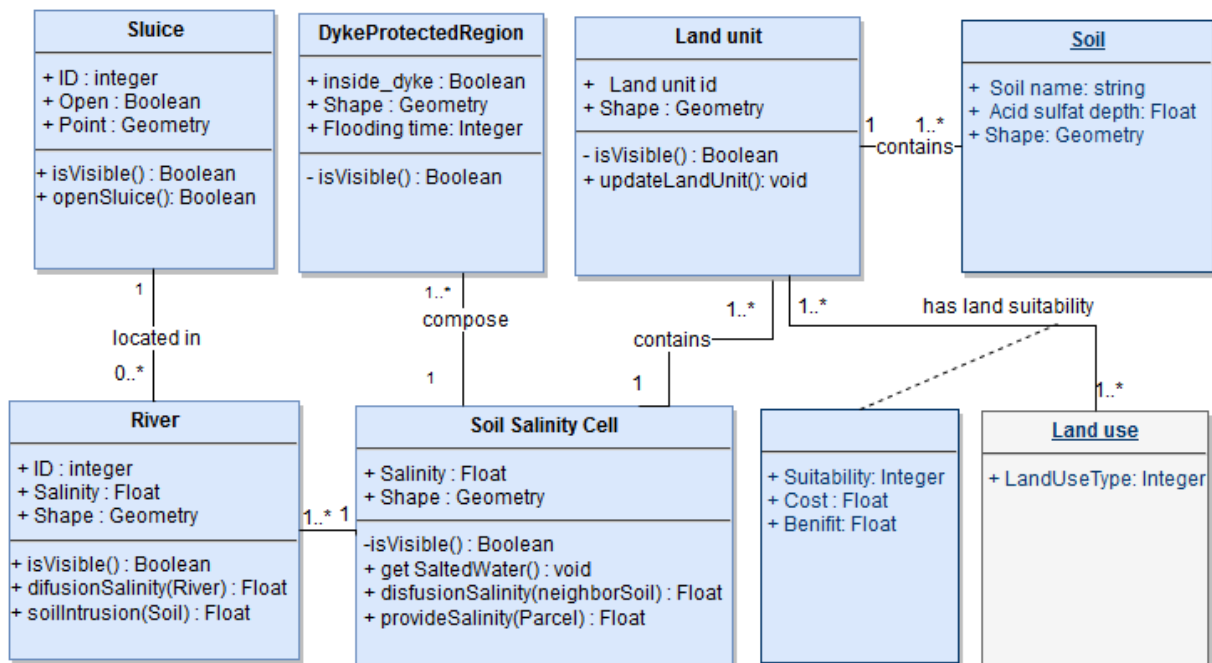 Sluice
+ ID : integer
+ Open : Boolean
+ Point : Geometry
+ isVisible() : Boolean
+ openSluice(): Boolean
DykeProtectedRegion
+ inside_dyke : Boolean
+ Shape : Geometry
+ Flooding time: Integer
- isVisible() : Boolean
Land unit
+ Land unit id
+ Shape : Geometry
- isVisible() : Boolean
+ updateLandUnit(): void
1 1..*
contains
Soil
+ Soil name: string
+ Acid sulfat depth: Float
+ Shape: Geometry
1
located in
0..*
1..*
compose
1
1..*
contains
1
1..*
has land suitability
1..*
River
+ ID : integer
+ Salinity : Float
+ Shape : Geometry
+ isVisible() : Boolean
+ difusionSalinity(River) : Float
+ soilIntrusion(Soil) : Float
1..* 1
Soil Salinity Cell
+ Salinity : Float
+ Shape : Geometry
-isVisible() : Boolean
+ get SaltedWater() : void
+ disfusionSalinity(neighborSoil) : Float
+ provideSalinity(Parcel) : Float
+ Suitability: Integer
+ Cost : Float
+ Benifit: Float
Land use
+ LandUseType: Integer